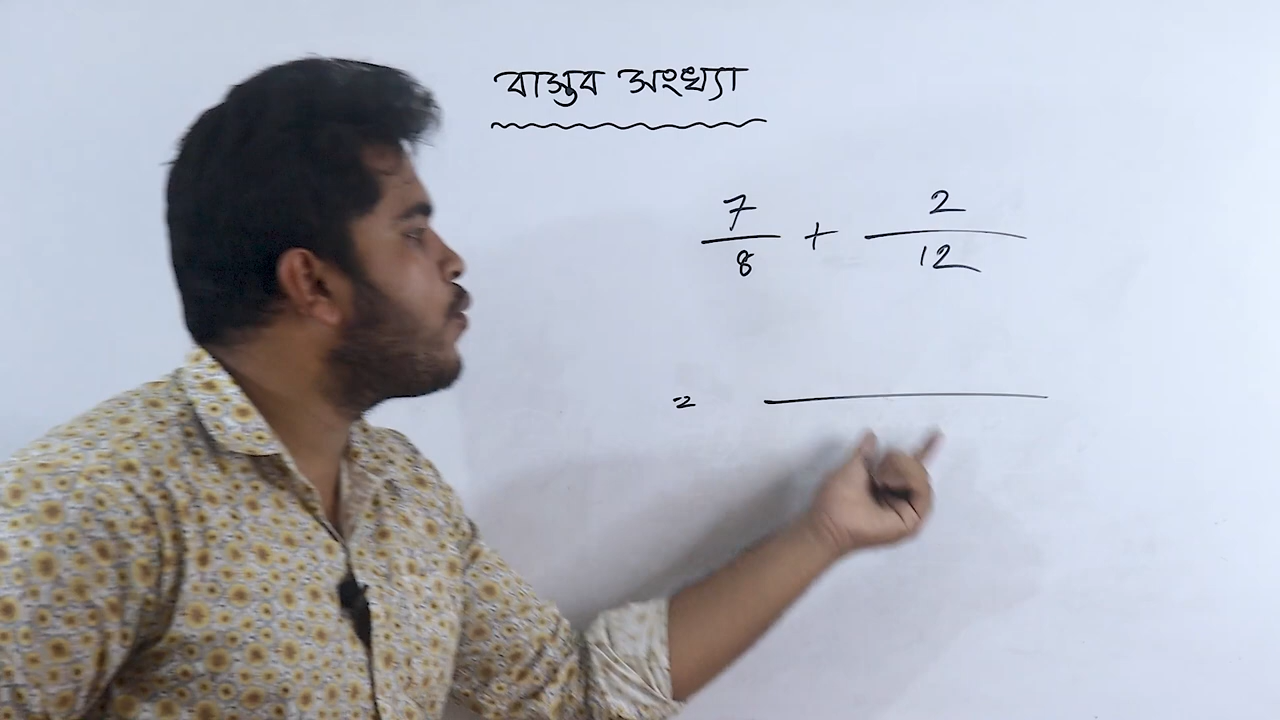 বাস্তব সংখ্যা
7/8 + 2/12
=